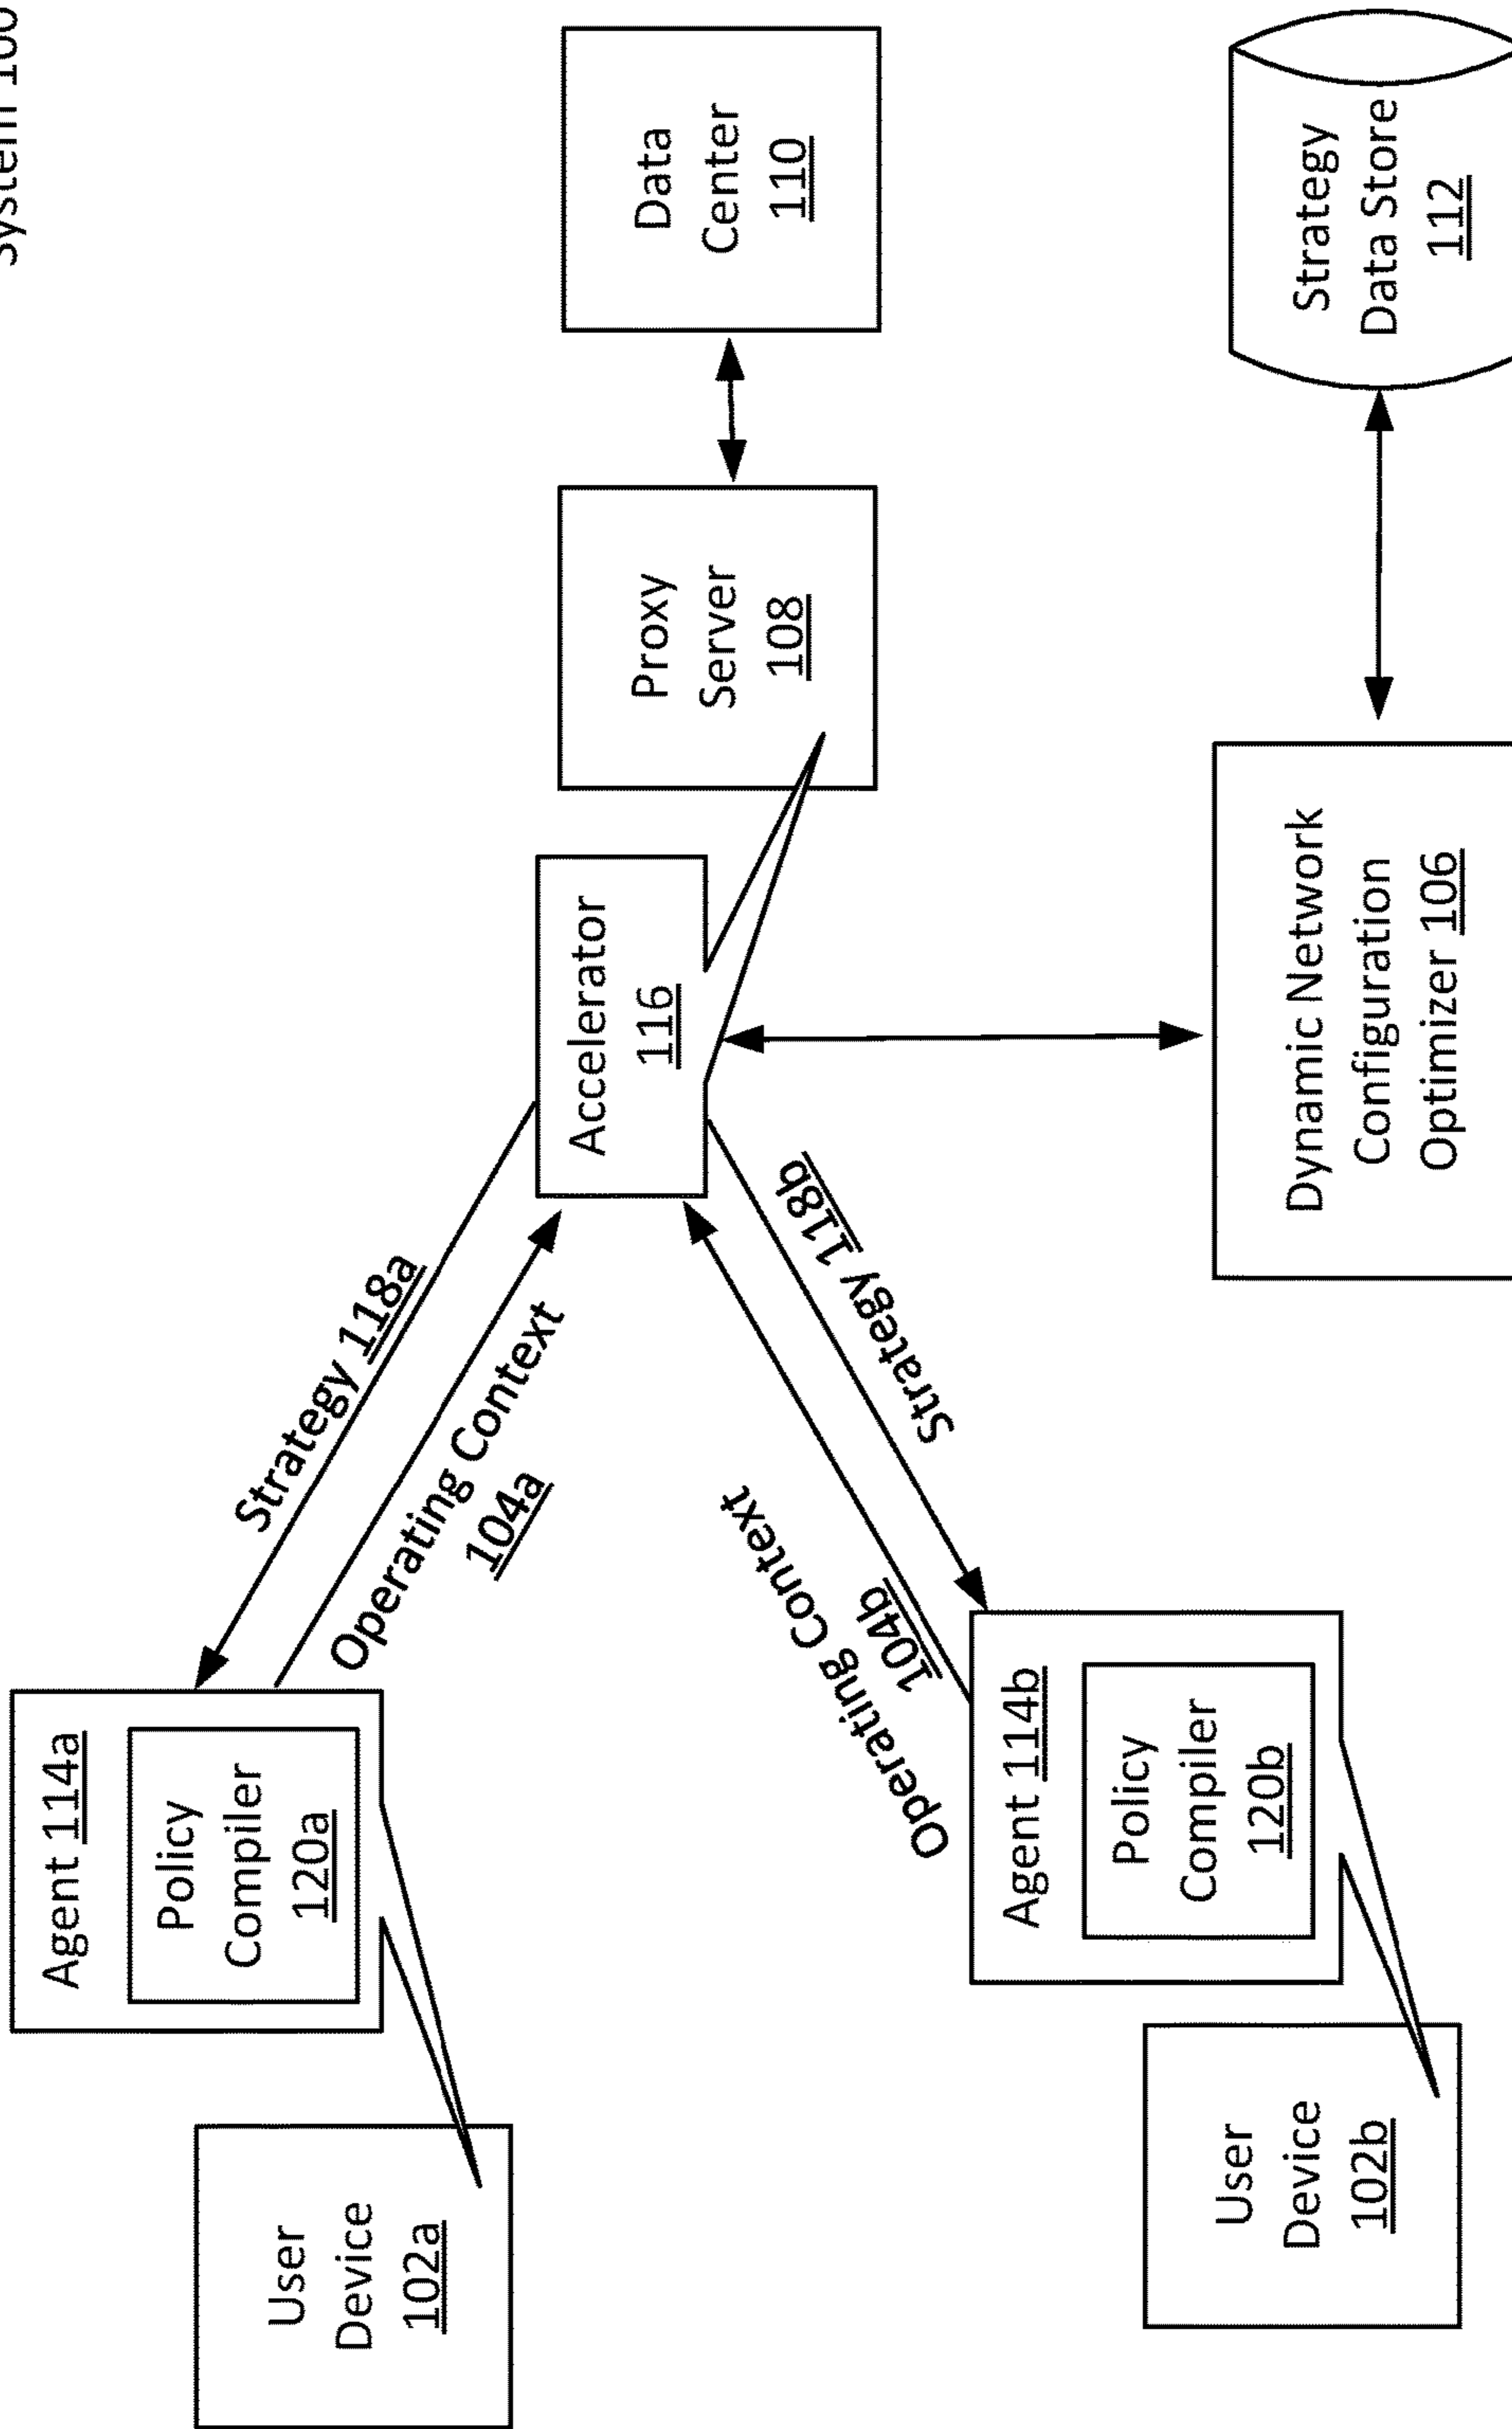 System 100
Agent 114a
Policy
Compiler
120a
User
Device
102a
Strategy 118a
Operating Context
104a
Accelerator
116
Proxy
Server
108
Data
Center
110
Operating Context
104b
Strategy 118b
Agent 114b
Policy
Compiler
120b
User
Device
102b
Dynamic Network
Configuration
Optimizer 106
Strategy
Data Store
112